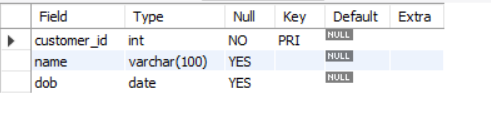 Field Type Null Key Default Extra
customer_id int NO PRI NULL
name varchar(100) YES NULL
dob date YES NULL